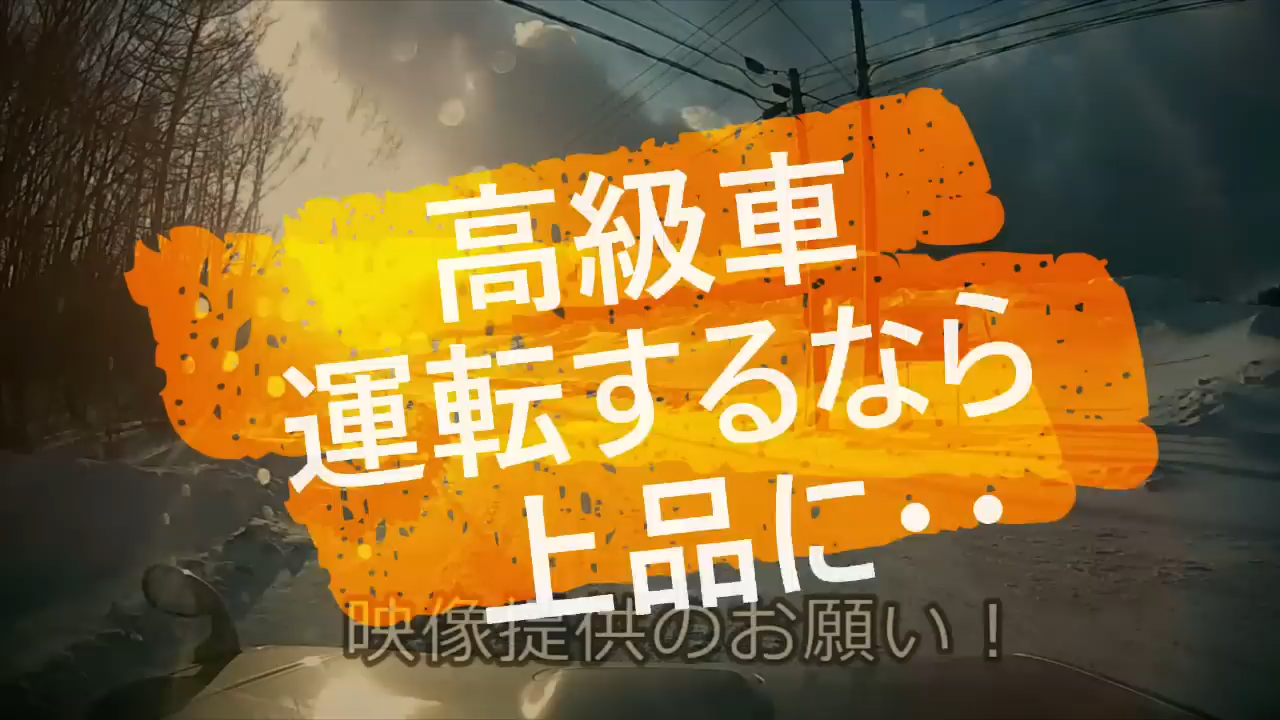 高級車
運転するなら
上品に・・
映像提供のお願い！